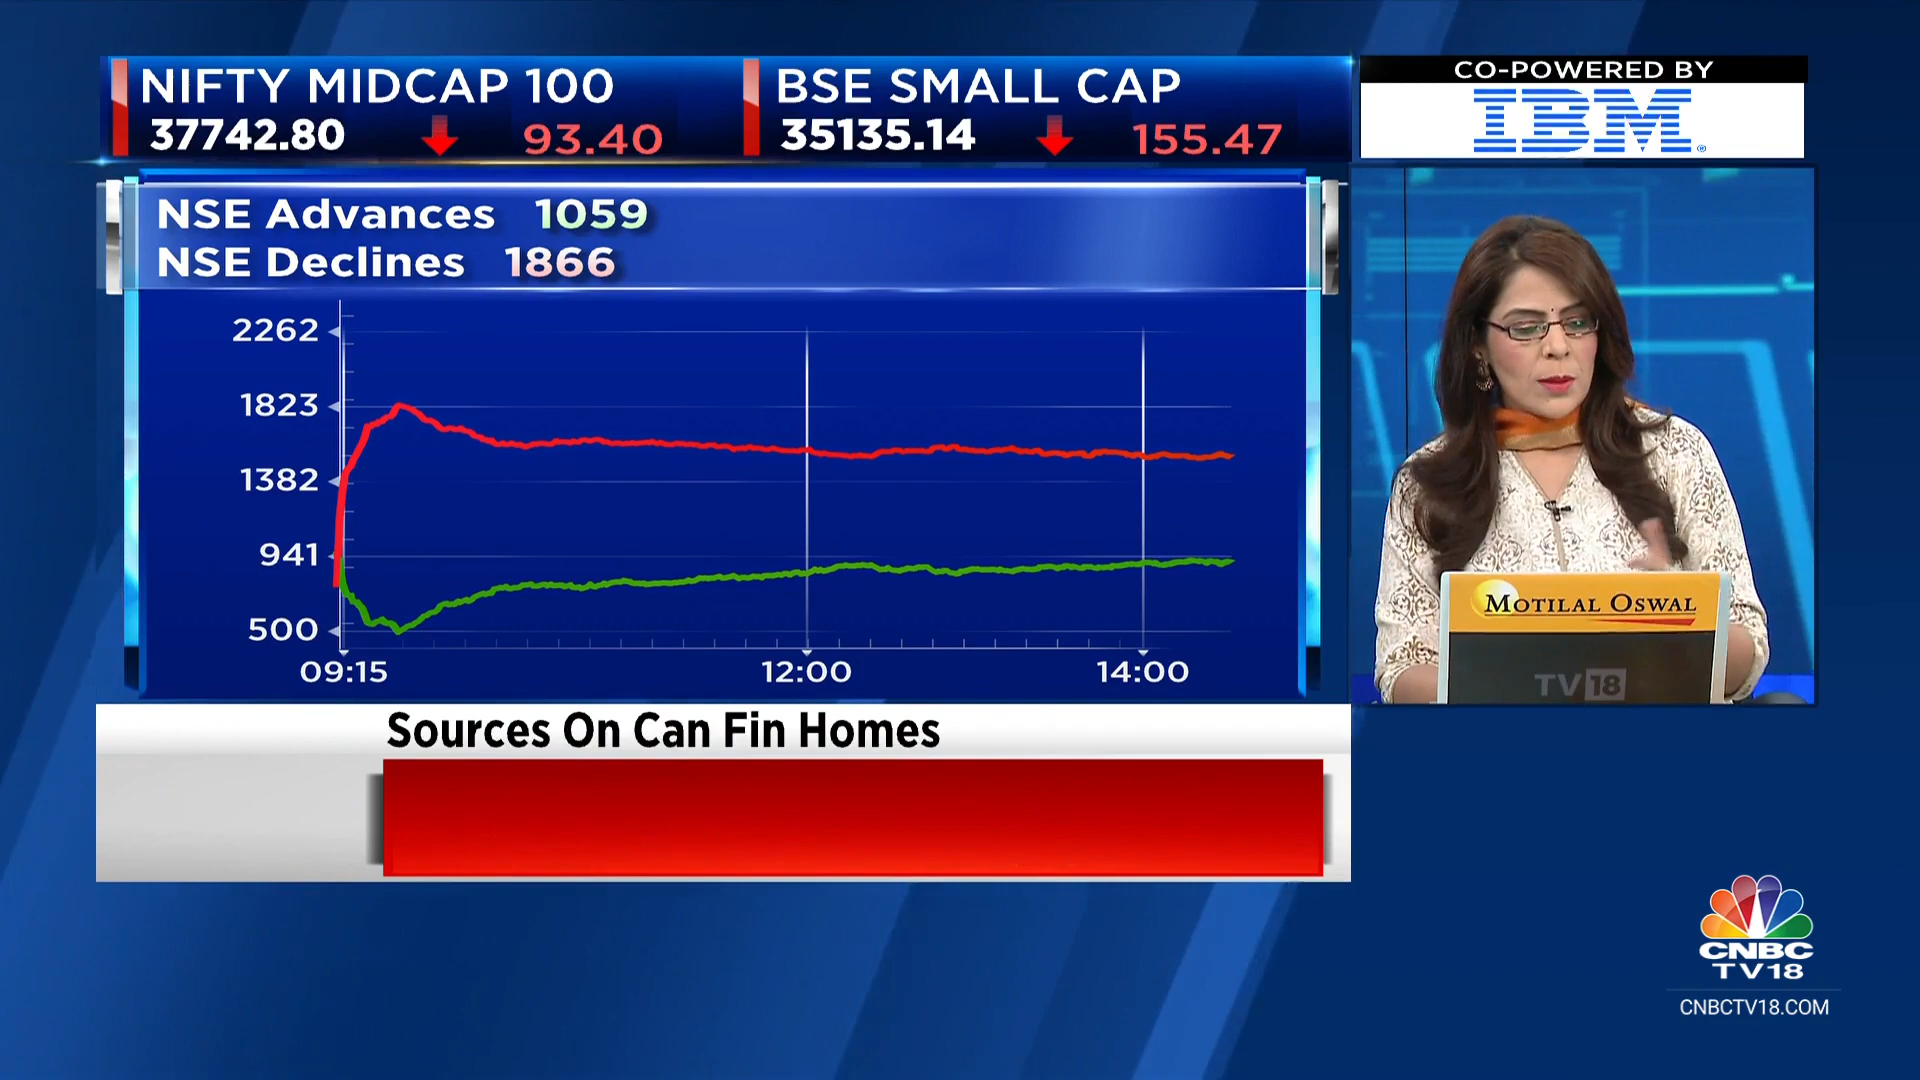 NIFTY MIDCAP 100
37742.80 93.40
BSE SMALL CAP
35135.14 155.47
CO-POWERED BY
IBM®
NSE Advances 1059
NSE Declines 1866
2262
1823
1382
941
500
09:15 12:00 14:00
MOTILAL OSWAL
TV18
Sources On Can Fin Homes
CNBC
TV18
CNBCTV18.COM